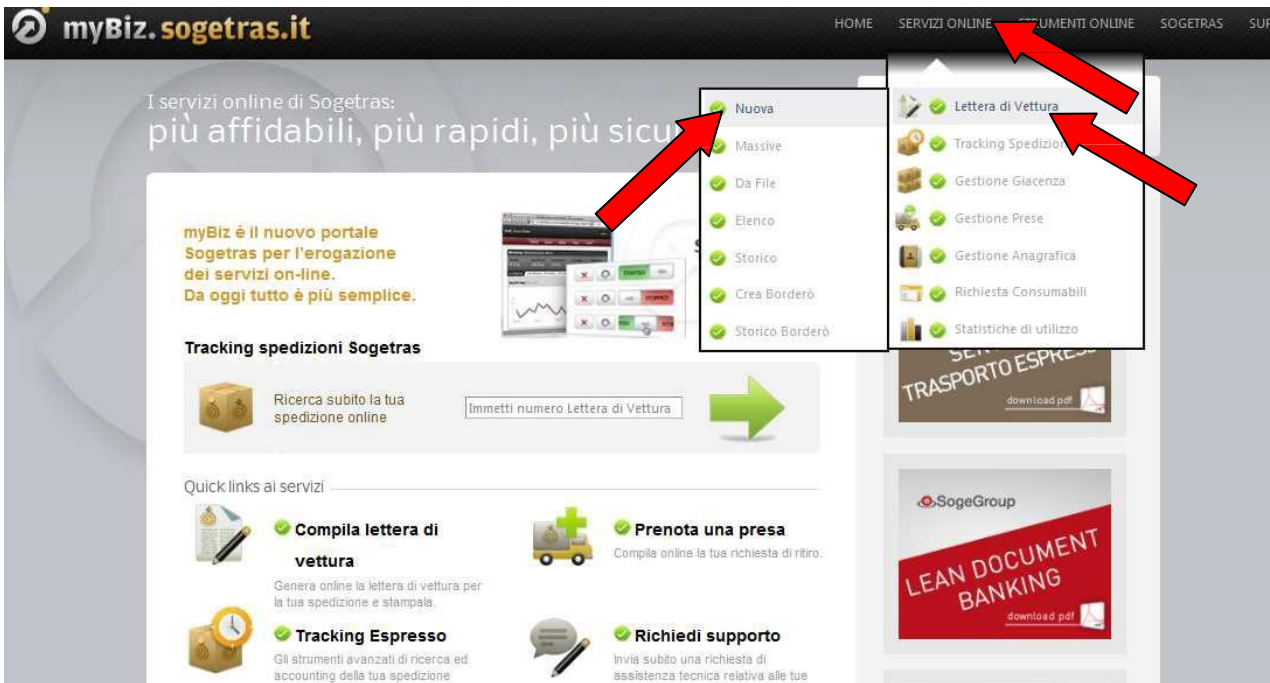 myBiz.sogetras.it
HOME SERVIZI ONLINE STRUMENTI ONLINE SOGETRAS
I servizi online di Sogetras:
più affidabili, più rapidi, più
Nuova
Massive
Da File
Elenco
Storico
Crea Borderò
Storico Borderò
Lettera di Vettura
Tracking Spedizioni
Gestione Giacenza
Gestione Prese
Gestione Anagrafica
Richiesta Consumabili
Statistiche di utilizzo
myBiz è il nuovo portale
Sogetras per l'erogazione
dei servizi on-line.
Da oggi tutto è più semplice.
Tracking spedizioni Sogetras
Ricerca subito la tua
spedizione online
Immetti numero Lettera di Vettura
TRASPORTO ESPRESSO
download pdf
Quick links ai servizi
Compila lettera di
vettura
Genera online la lettera di vettura per
la tua spedizione e stampala.
Prenota una presa
Compila online la tua richiesta di ritiro.
Tracking Espresso
Gli strumenti avanzati di ricerca ed
accounting della tua spedizione
Richiedi supporto
Invia subito una richiesta di
assistenza tecnica relativa alle tue
SogeGroup
LEAN DOCUMENT
BANKING
download pdf